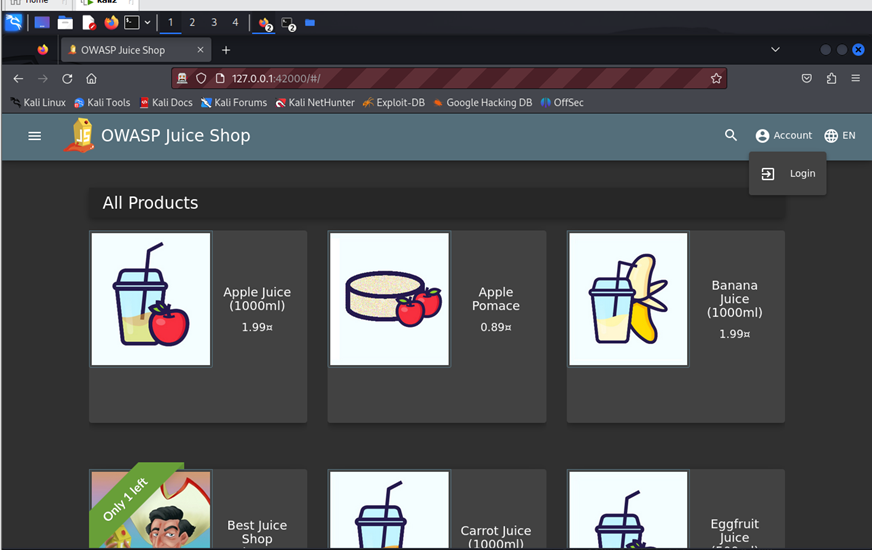 Home
kali2
1 2 3 4
2
2
OWASP Juice Shop
127.0.0.1:42000/#/
Kali Linux Kali Tools Kali Docs Kali Forums Kali NetHunter Exploit-DB Google Hacking DB OffSec
JS
OWASP Juice Shop
Account
EN
Login
All Products
Apple Juice
(1000ml)
1.99¤
Apple
Pomace
0.89¤
Banana
Juice
(1000ml)
1.99¤
Only 1 left
Best Juice
Shop
Carrot Juice
(1000ml)
Eggfruit
Juice